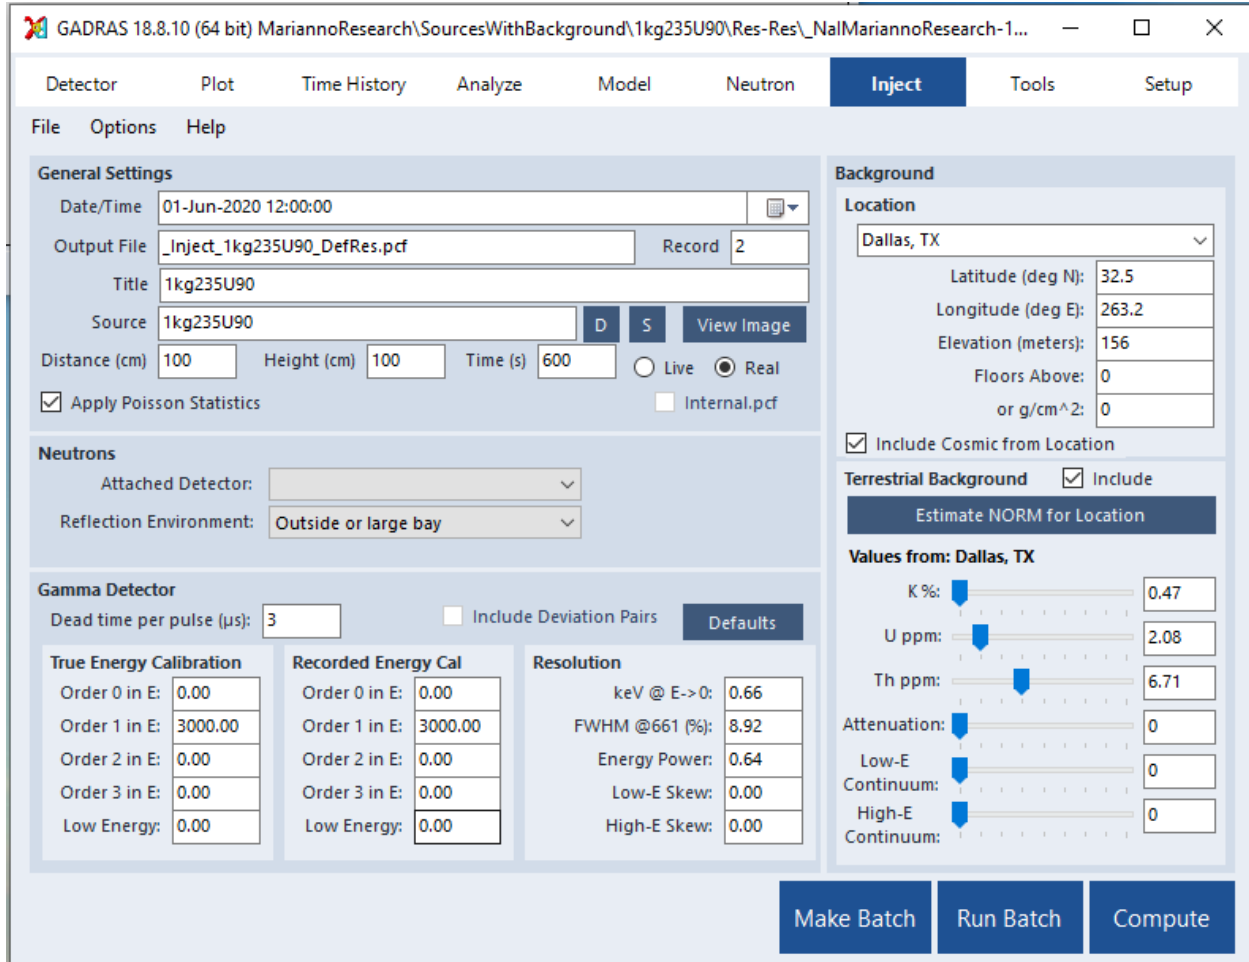 GADRAS 18.8.10 (64 bit) MariannoResearch\SourcesWithBackground\1kg235U90\Res-Res\_NaIMariannoResearch-1...
Detector Plot Time History Analyze Model Neutron Inject Tools Setup
File Options Help
General Settings
Date/Time 01-Jun-2020 12:00:00
Output File _Inject_1kg235U90_DefRes.pcf Record 2
Title 1kg235U90
Source 1kg235U90 D S View Image
Distance (cm) 100 Height (cm) 100 Time (s) 600 Live Real
Apply Poisson Statistics Internal.pcf
Neutrons
Attached Detector:
Reflection Environment: Outside or large bay
Gamma Detector
Dead time per pulse (µs): 3 Include Deviation Pairs Defaults
True Energy Calibration
Order 0 in E: 0.00
Order 1 in E: 3000.00
Order 2 in E: 0.00
Order 3 in E: 0.00
Low Energy: 0.00
Recorded Energy Cal
Order 0 in E: 0.00
Order 1 in E: 3000.00
Order 2 in E: 0.00
Order 3 in E: 0.00
Low Energy: 0.00
Resolution
keV @ E->0: 0.66
FWHM @661 (%): 8.92
Energy Power: 0.64
Low-E Skew: 0.00
High-E Skew: 0.00
Background
Location
Dallas, TX
Latitude (deg N): 32.5
Longitude (deg E): 263.2
Elevation (meters): 156
Floors Above: 0
or g/cm^2: 0
Include Cosmic from Location
Terrestrial Background Include
Estimate NORM for Location
Values from: Dallas, TX
K %: 0.47
U ppm: 2.08
Th ppm: 6.71
Attenuation: 0
Low-E
Continuum: 0
High-E
Continuum: 0
Make Batch Run Batch Compute